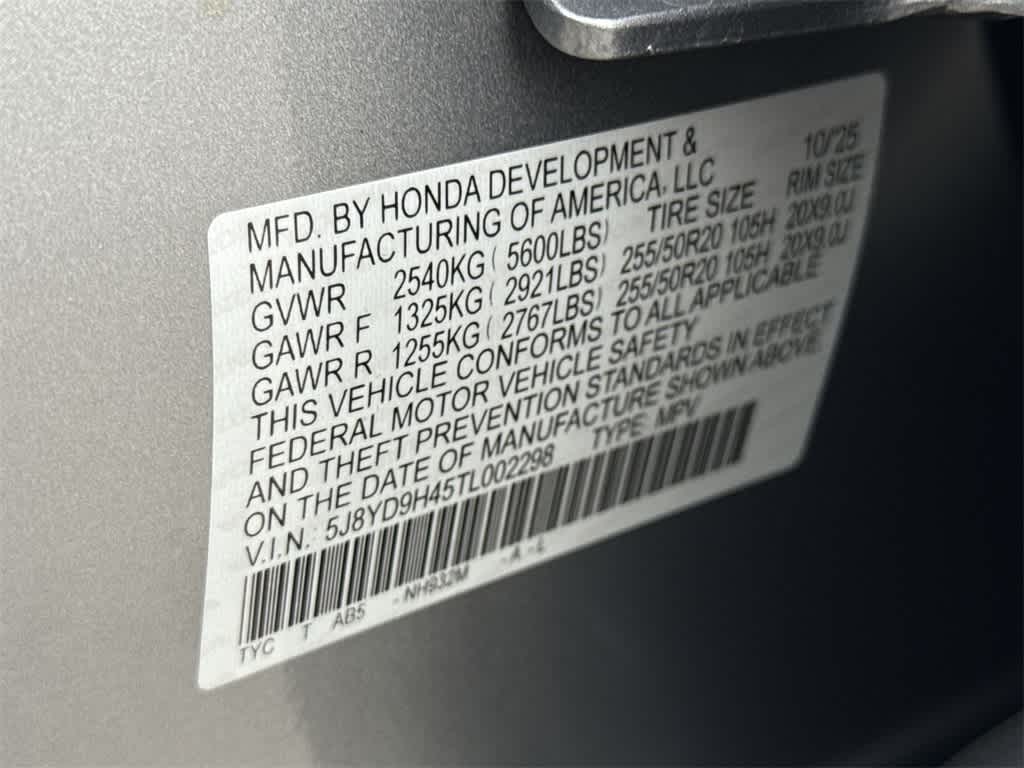 MFD. BY HONDA DEVELOPMENT & 10/'25
MANUFACTURING OF AMERICA, LLC
GVWR 2540KG ( 5600LBS) TIRE SIZE RIM SIZE
GAWR F 1325KG ( 2921LBS) 255/50R20 105H 20X9.0J
GAWR R 1255KG ( 2767LBS) 255/50R20 105H 20X9.0J
THIS VEHICLE CONFORMS TO ALL APPLICABLE
FEDERAL MOTOR VEHICLE SAFETY
AND THEFT PREVENTION STANDARDS IN EFFECT
ON THE DATE OF MANUFACTURE SHOWN ABOVE.
V.I.N.: 5J8YD9H45TL002298 TYPE: MPV
TYC T AB5 - NH932M - A - L